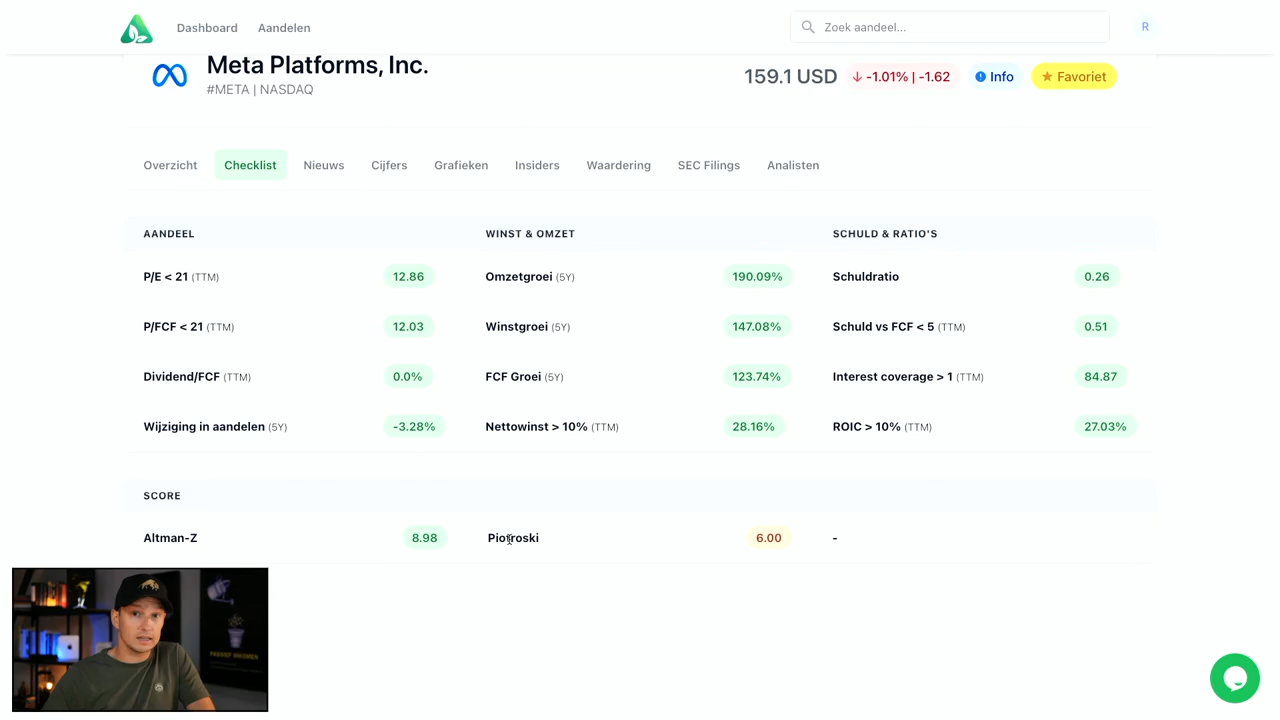 Dashboard Aandelen Zoek aandeel... R
Meta Platforms, Inc.
#META | NASDAQ
159.1 USD -1.01% | -1.62 Info Favoriet
Overzicht Checklist Nieuws Cijfers Grafieken Insiders Waardering SEC Filings Analisten
AANDEEL WINST & OMZET SCHULD & RATIO'S
P/E < 21 (TTM) 12.86 Omzetgroei (5Y) 190.09% Schuldratio 0.26
P/FCF < 21 (TTM) 12.03 Winstgroei (5Y) 147.08% Schuld vs FCF < 5 (TTM) 0.51
Dividend/FCF (TTM) 0.0% FCF Groei (5Y) 123.74% Interest coverage > 1 (TTM) 84.87
Wijziging in aandelen (5Y) -3.28% Nettowinst > 10% (TTM) 28.16% ROIC > 10% (TTM) 27.03%
SCORE
Altman-Z 8.98 Piotroski 6.00 -